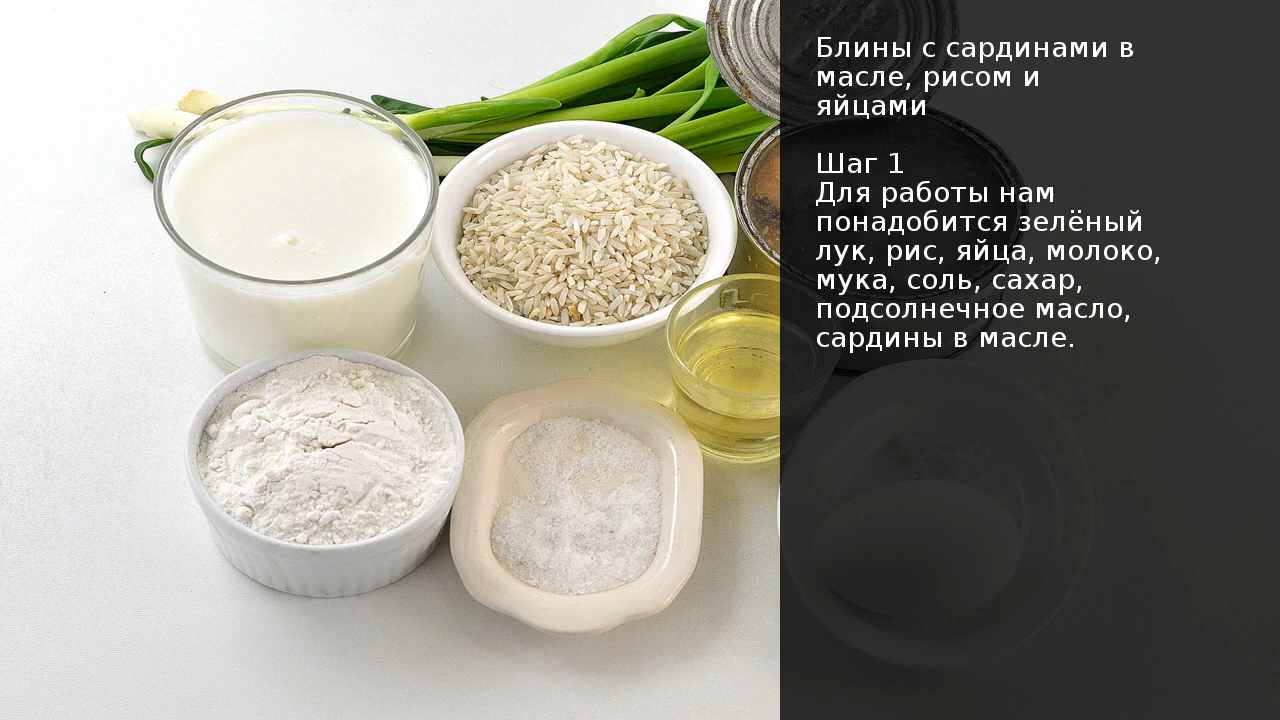 Блины с сардинами в
масле, рисом и
яйцами
Шаг 1
Для работы нам
понадобится зелёный
лук, рис, яйца, молоко,
мука, соль, сахар,
подсолнечное масло,
сардины в масле.